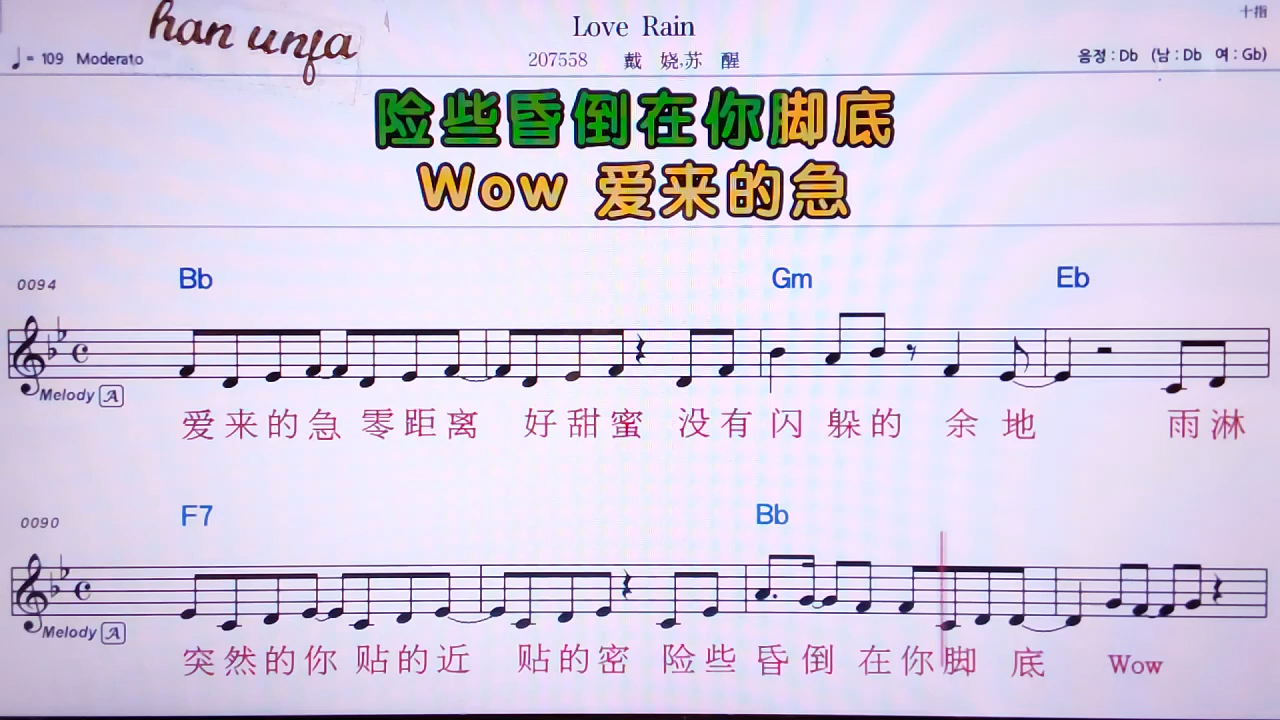 十指
han unja
Love Rain
♩= 109 Moderato
207558 戴 娆,苏 醒
음정 : Db (남 : Db 여 : Gb)
险些昏倒在你脚底
Wow 爱来的急
0094 Bb Gm Eb
Melody A
爱来的急 零距离 好甜蜜 没有闪 躲的 余地 雨淋
0090 F7 Bb
Melody A
突然的你 贴的近 贴的密 险些 昏倒 在你脚 底 Wow